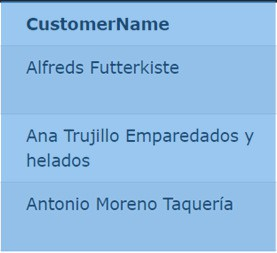 CustomerName
Alfreds Futterkiste
Ana Trujillo Emparedados y
helados
Antonio Moreno Taquería